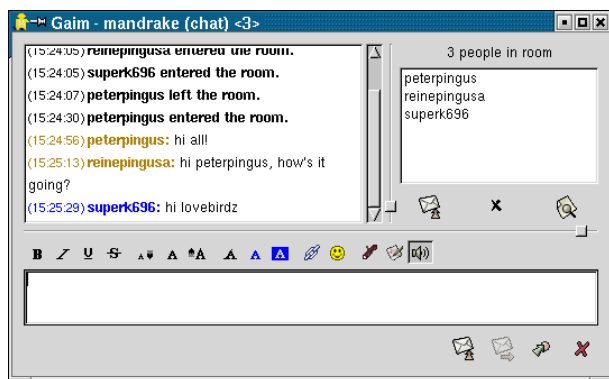 Gaim - mandrake (chat) <3>
(15:24:05) reinepingusa entered the room.
(15:24:05) superk696 entered the room.
(15:24:07) peterpingus left the room.
(15:24:30) peterpingus entered the room.
(15:24:56) peterpingus: hi all!
(15:25:13) reinepingusa: hi peterpingus, how's it
going?
(15:25:29) superk696: hi lovebirdz
3 people in room
peterpingus
reinepingusa
superk696
B I U S A A A A A A